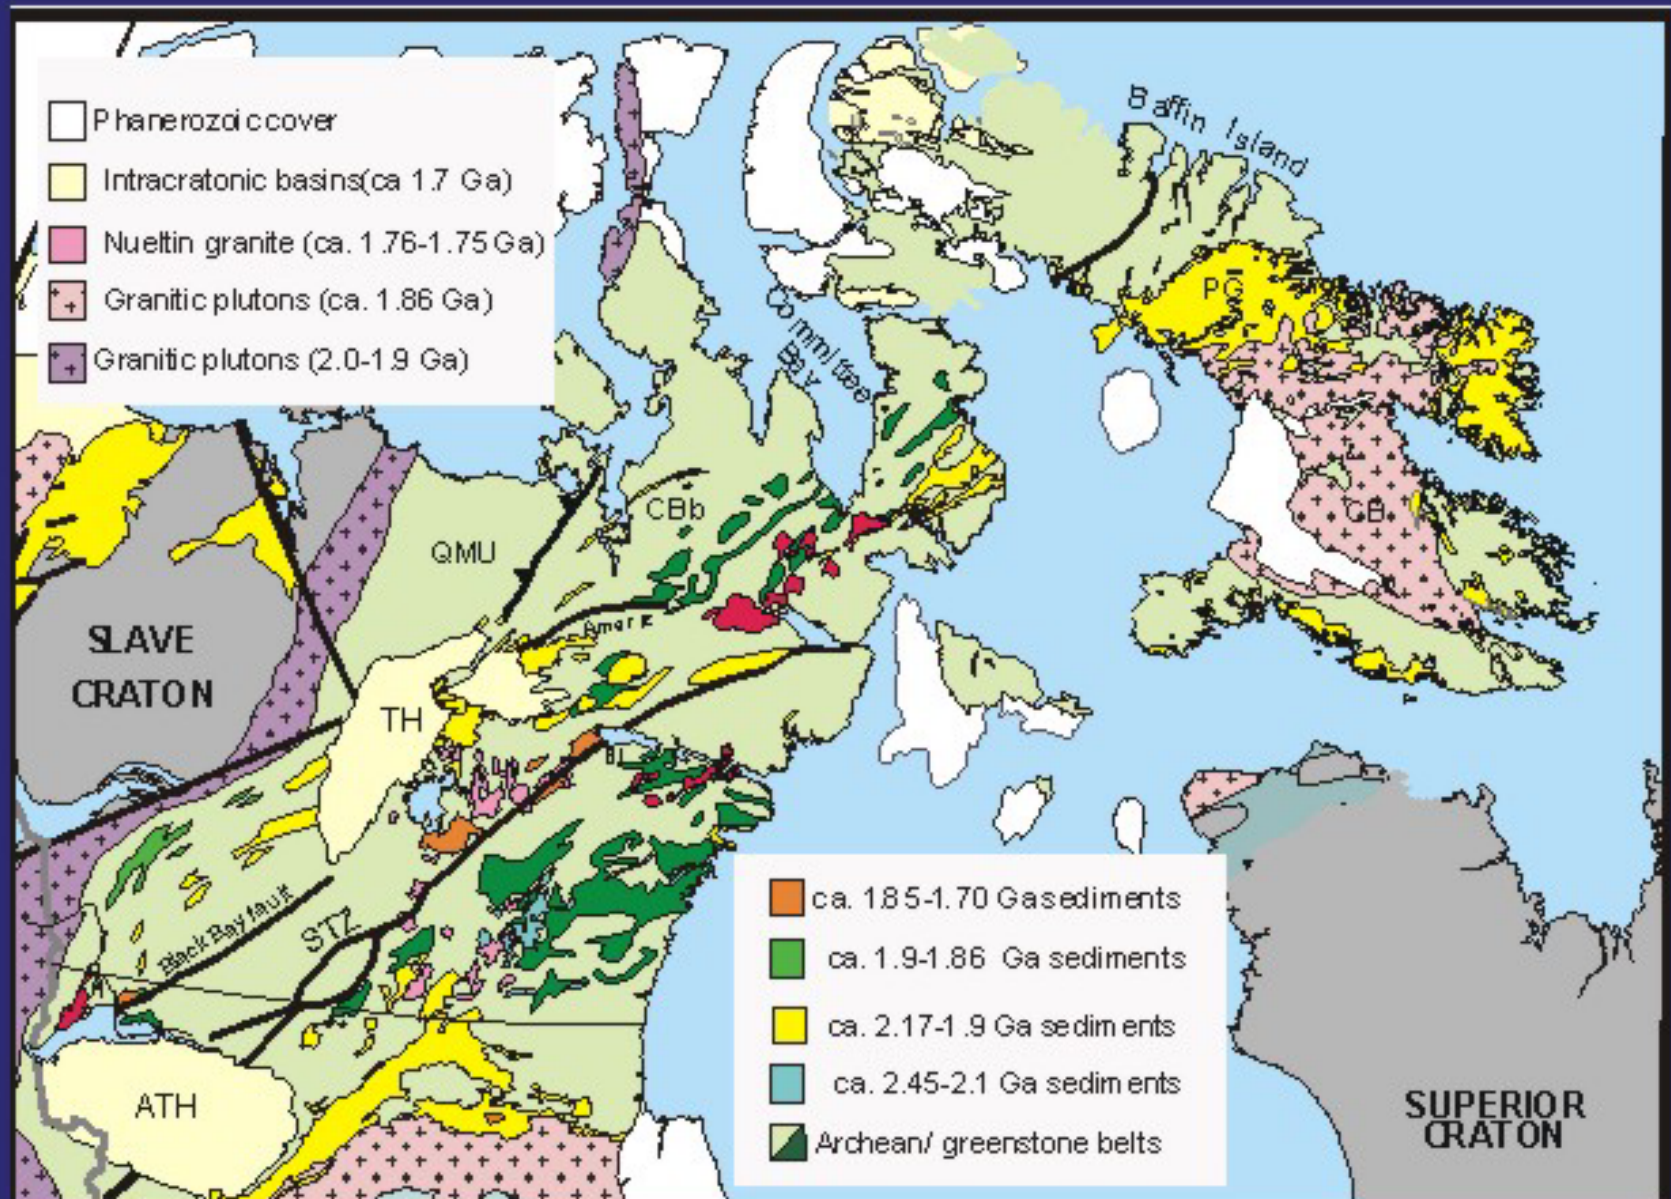 Phanerozoic cover
Intracratonic basins(ca 1.7 Ga)
Nueltin granite (ca. 1.76-1.75 Ga)
Granitic plutons (ca. 1.86 Ga)
Granitic plutons (2.0-1.9 Ga)
Baffin Island
PG
Committee
Bay
CBb
CB
QMU
Amer
SLAVE
CRATON
TH
BL
Black Bay fault
STZ
ATH
ca. 1.85-1.70 Ga sediments
ca. 1.9-1.86 Ga sediments
ca. 2.17-1.9 Ga sediments
ca. 2.45-2.1 Ga sediments
Archean/ greenstone belts
SUPERIOR
CRATON